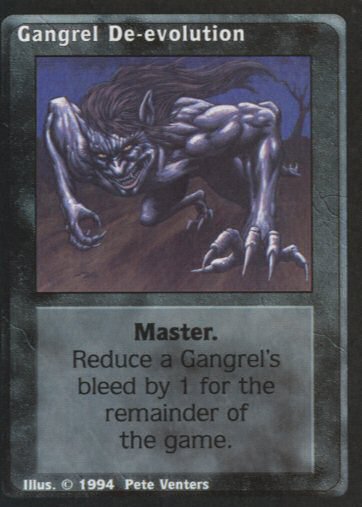 Gangrel De-evolution
Master.
Reduce a Gangrel's
bleed by 1 for the
remainder of
the game.
Illus. © 1994 Pete Venters